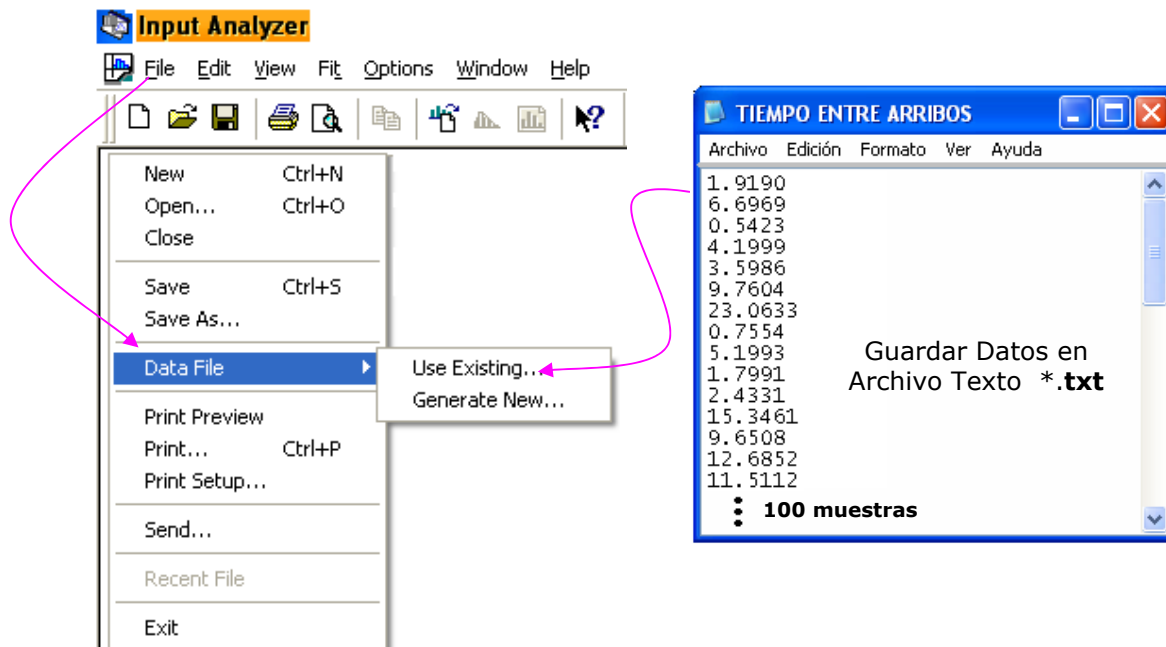 Input Analyzer
File Edit View Fit Options Window Help
New Ctrl+N
Open... Ctrl+O
Close
Save Ctrl+S
Save As...
Data File
Use Existing...
Generate New...
Print Preview
Print... Ctrl+P
Print Setup...
Send...
Recent File
Exit
TIEMPO ENTRE ARRIBOS
Archivo Edición Formato Ver Ayuda
1.9190
6.6969
0.5423
4.1999
3.5986
9.7604
23.0633
0.7554
5.1993
1.7991
2.4331
15.3461
9.6508
12.6852
11.5112
Guardar Datos en
Archivo Texto *.txt
100 muestras